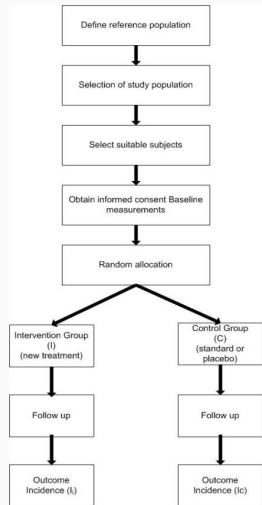 Define reference population
Selection of study population
Select suitable subjects
Obtain informed consent Baseline
measurements
Random allocation
Intervention Group
(I)
(new treatment)
Control Group
(C)
(standard or
placebo)
Follow up
Follow up
Outcome
Incidence (Iᵢ)
Outcome
Incidence (Ic)